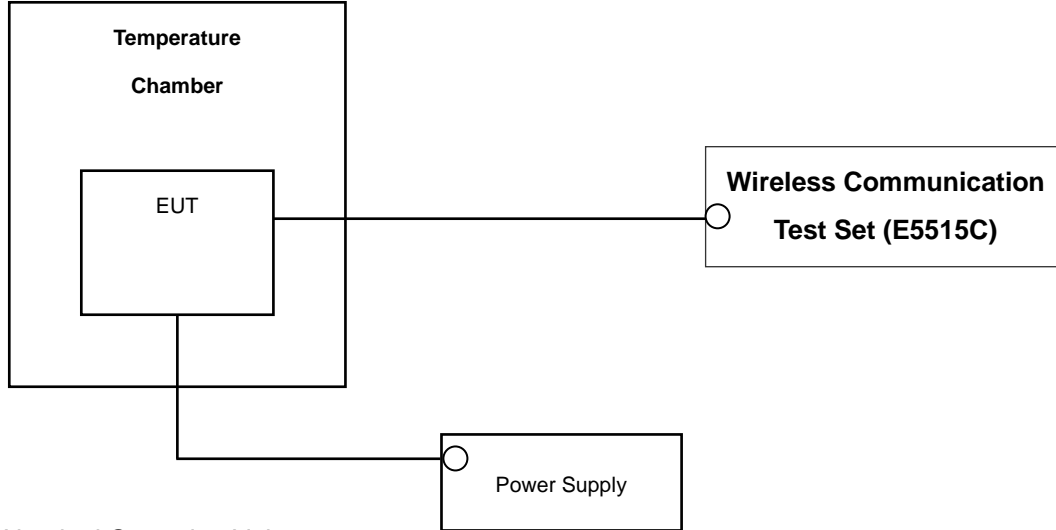 Temperature
Chamber
EUT
Wireless Communication
Test Set (E5515C)
Power Supply